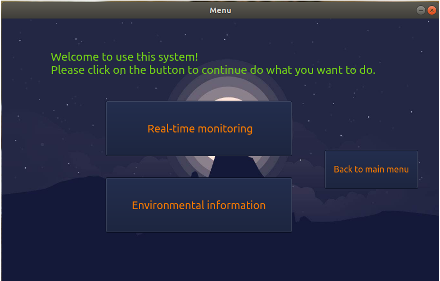 Menu
Welcome to use this system!
Please click on the button to continue do what you want to do.
Real-time monitoring
Back to main menu
Environmental information